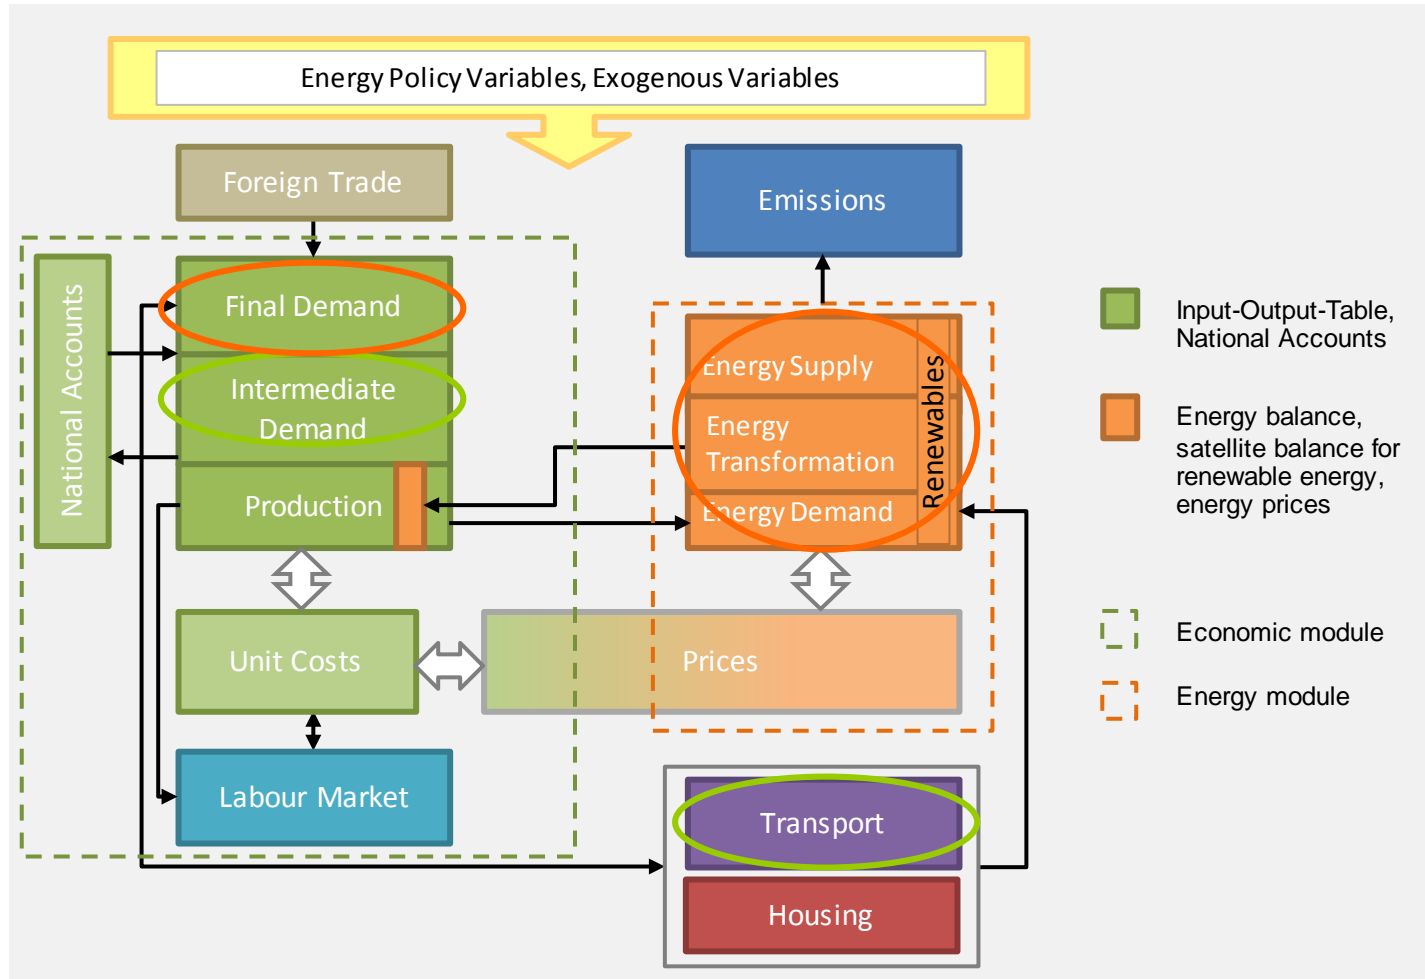 Energy Policy Variables, Exogenous Variables
Foreign Trade
Emissions
National Accounts
Final Demand
Intermediate
Demand
Production
Energy Supply
Energy
Transformation
Energy Demand
Renewables
Unit Costs
Prices
Labour Market
Transport
Housing
Input-Output-Table,
National Accounts
Energy balance,
satellite balance for
renewable energy,
energy prices
Economic module
Energy module